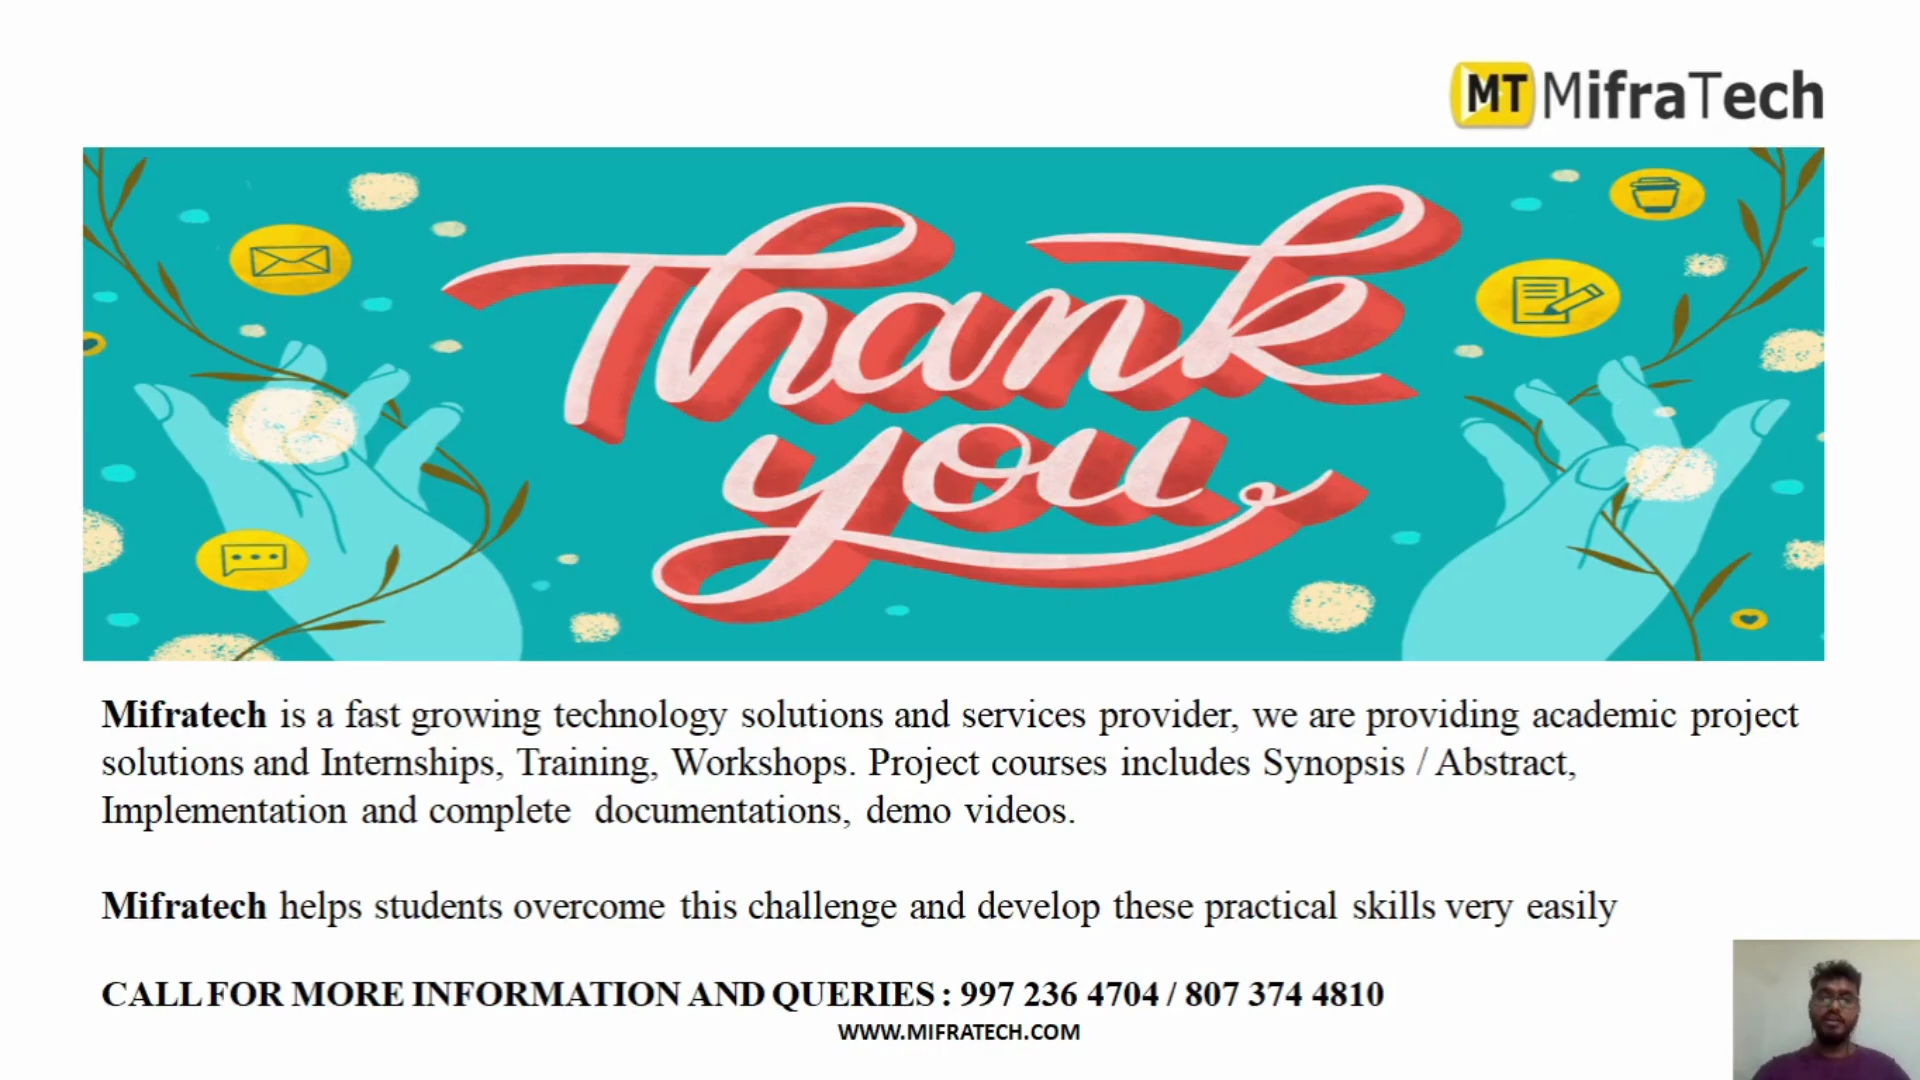 MT MifraTech
Thank
you
Mifratech is a fast growing technology solutions and services provider, we are providing academic project
solutions and Internships, Training, Workshops. Project courses includes Synopsis / Abstract,
Implementation and complete documentations, demo videos.
Mifratech helps students overcome this challenge and develop these practical skills very easily
CALL FOR MORE INFORMATION AND QUERIES : 997 236 4704 / 807 374 4810
WWW.MIFRATECH.COM